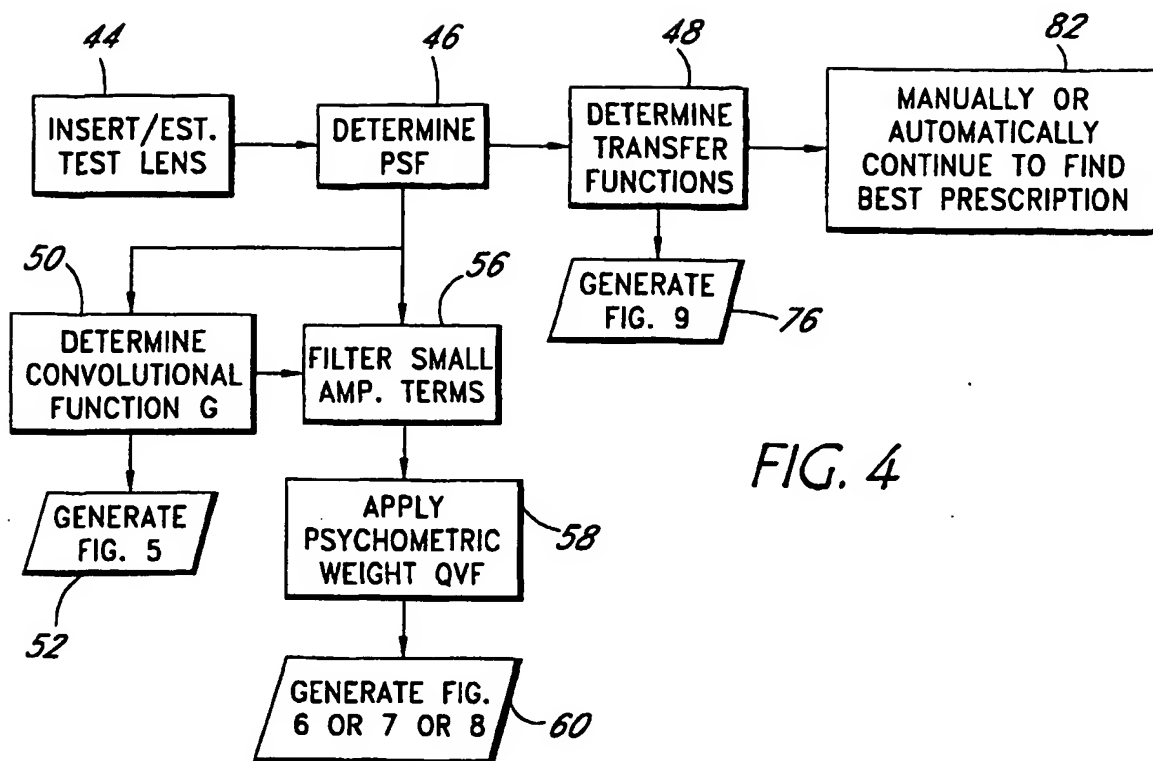 44
46
48
82
INSERT/EST.
TEST LENS
DETERMINE
PSF
DETERMINE
TRANSFER
FUNCTIONS
MANUALLY OR
AUTOMATICALLY
CONTINUE TO FIND
BEST PRESCRIPTION
50
56
GENERATE
FIG. 9
76
DETERMINE
CONVOLUTIONAL
FUNCTION G
FILTER SMALL
AMP. TERMS
FIG. 4
GENERATE
FIG. 5
52
APPLY
PSYCHOMETRIC
WEIGHT QVF
58
GENERATE FIG.
6 OR 7 OR 8
60